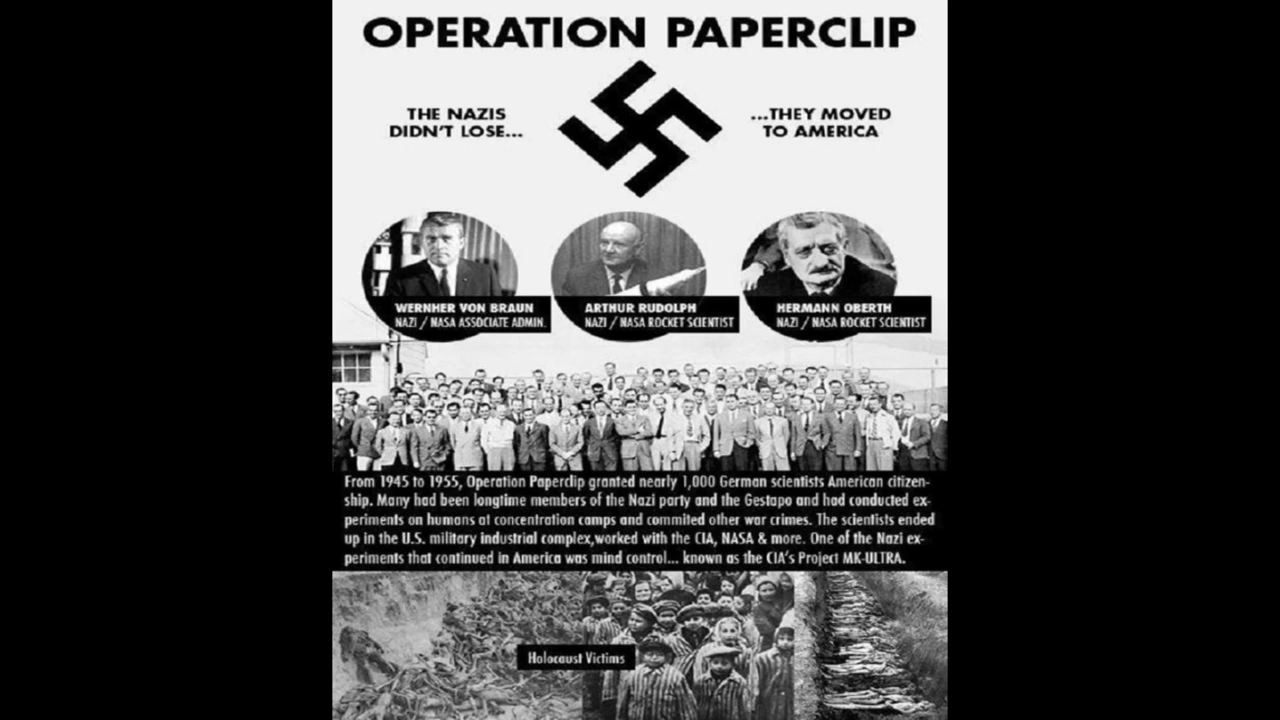 OPERATION PAPERCLIP
THE NAZIS
DIDN'T LOSE...
...THEY MOVED
TO AMERICA
WERNHER VON BRAUN
NAZI / NASA ASSOCIATE ADMIN.
ARTHUR RUDOLPH
NAZI / NASA ROCKET SCIENTIST
HERMANN OBERTH
NAZI / NASA ROCKET SCIENTIST
From 1945 to 1955, Operation Paperclip granted nearly 1,000 German scientists American citizen-
ship. Many had been longtime members of the Nazi party and the Gestapo and had conducted ex-
periments on humans at concentration camps and commited other war crimes. The scientists ended
up in the U.S. military industrial complex,worked with the CIA, NASA & more. One of the Nazi ex-
periments that continued in America was mind control... known as the CIA's Project MK-ULTRA.
Holocaust Victims